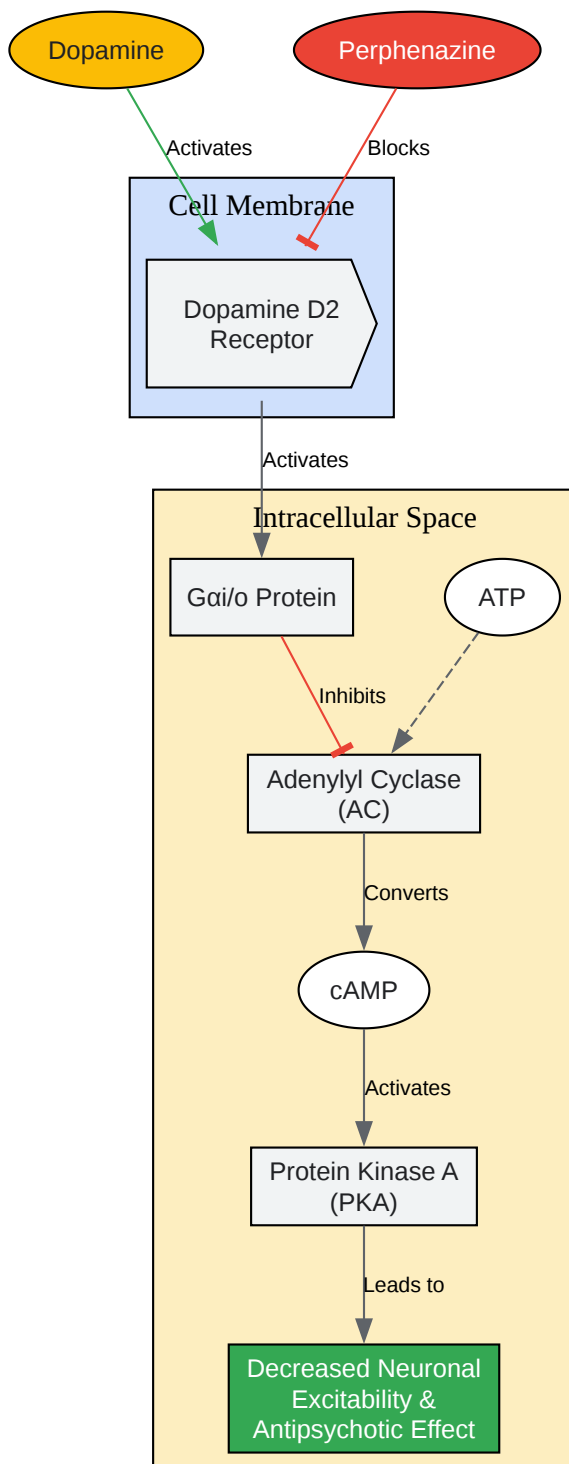 Dopamine
Perphenazine
Activates
Blocks
Cell Membrane
Dopamine D2
Receptor
Activates
Intracellular Space
Gαi/o Protein
ATP
Inhibits
Adenylyl Cyclase
(AC)
Converts
cAMP
Activates
Protein Kinase A
(PKA)
Leads to
Decreased Neuronal
Excitability &
Antipsychotic Effect